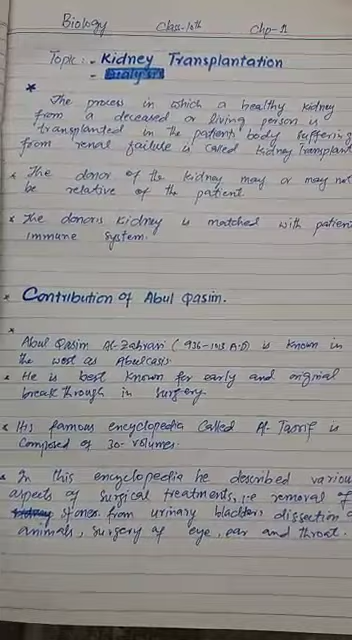 Biology Class-10th Chp-11
Topic:- Kidney Transplantation
- Dialysis
* The process in which a healthy kidney
from a deceased or living person is
transplanted in the patients body suffering
from renal failure is called kidney Transplant
* The donor of the kidney may or may not
be relative of the patient
* The donors kidney is matched with patien
immune system.
* Contribution of Abul Qasim.
* Abul Qasim Al-Zahravi (936-1013 A.D) is known in
the west as Abulcasis
* He is best known for early and original
breakthrough in surgery.
* His famous encyclopedia called Al-Tasrif is
composed of 30-volumes.
* In this encyclopedia he described various
aspects of surgical treatments, i.e removal of
stones from urinary bladder, dissection of
animals, surgery of eye, ear and throat.